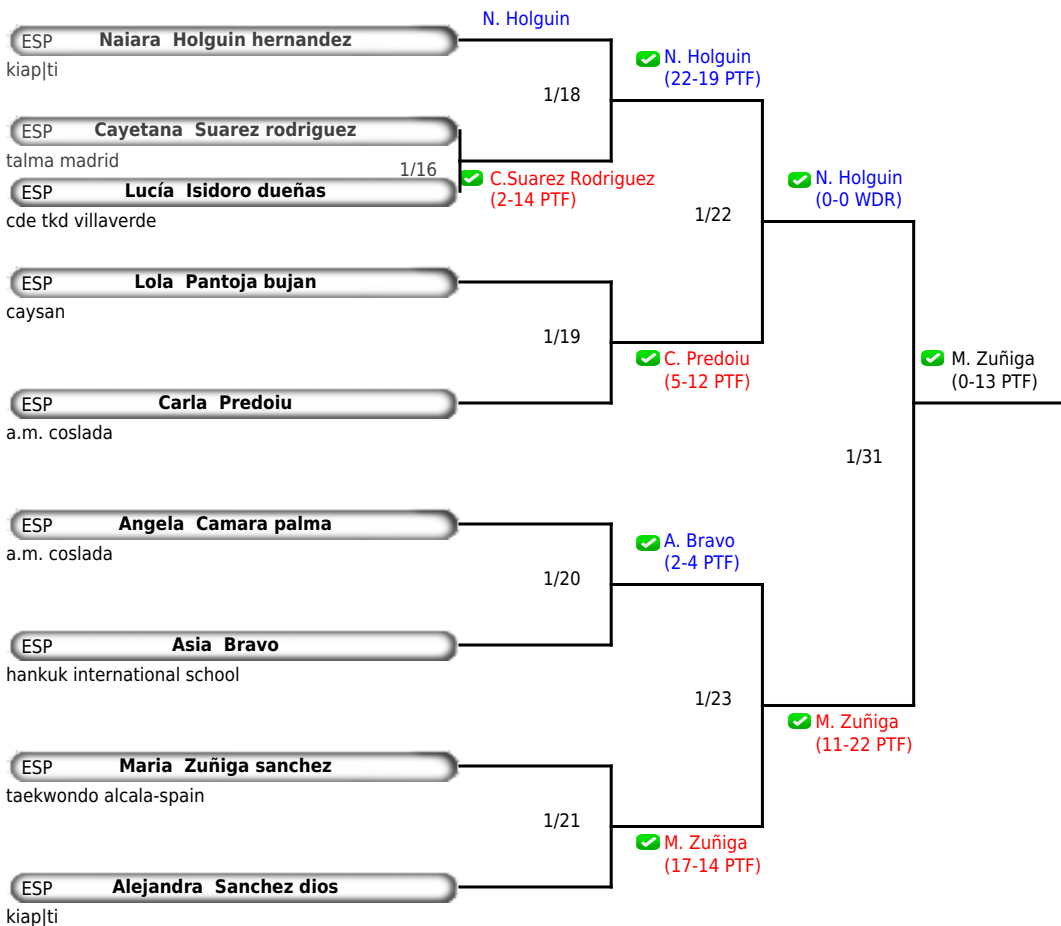 N. Holguin
ESP Naiara Holguin hernandez
kiap|ti
N. Holguin
(22-19 PTF)
1/18
ESP Cayetana Suarez rodriguez
talma madrid
1/16
C.Suarez Rodriguez
(2-14 PTF)
ESP Lucía Isidoro dueñas
cde tkd villaverde
N. Holguin
(0-0 WDR)
1/22
ESP Lola Pantoja bujan
caysan
1/19
C. Predoiu
(5-12 PTF)
M. Zuñiga
(0-13 PTF)
ESP Carla Predoiu
a.m. coslada
1/31
ESP Angela Camara palma
a.m. coslada
A. Bravo
(2-4 PTF)
1/20
ESP Asia Bravo
hankuk international school
1/23
M. Zuñiga
(11-22 PTF)
ESP Maria Zuñiga sanchez
taekwondo alcala-spain
1/21
M. Zuñiga
(17-14 PTF)
ESP Alejandra Sanchez dios
kiap|ti